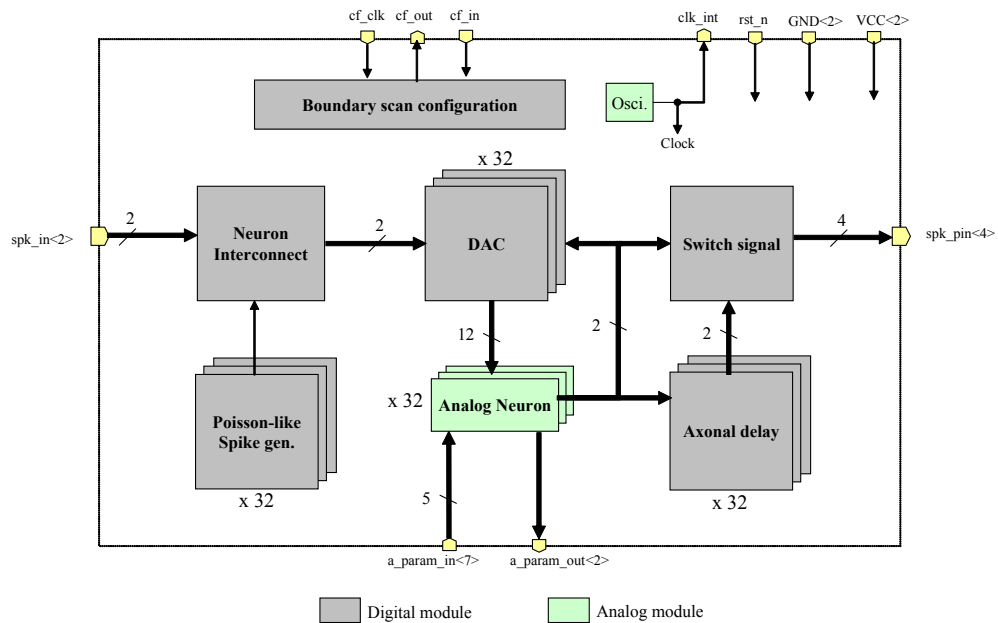 cf_clk
cf_out
cf_in
clk_int
rst_n
GND<2>
VCC<2>
Boundary scan configuration
Osci.
Clock
x 32
spk_in<2>
2
Neuron
Interconnect
2
DAC
Switch signal
4
spk_pin<4>
12
2
2
Poisson-like
Spike gen.
x 32
x 32
Analog Neuron
Axonal delay
x 32
5
a_param_in<7>
a_param_out<2>
Digital module
Analog module